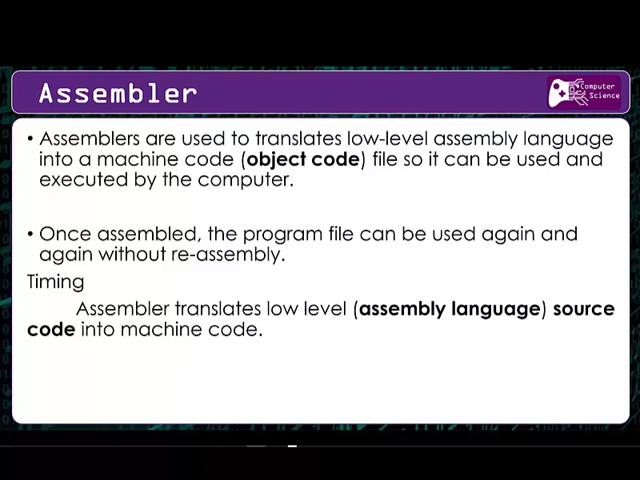 Assembler
Computer
Science
• Assemblers are used to translates low-level assembly language
into a machine code (object code) file so it can be used and
executed by the computer.
• Once assembled, the program file can be used again and
again without re-assembly.
Timing
Assembler translates low level (assembly language) source
code into machine code.